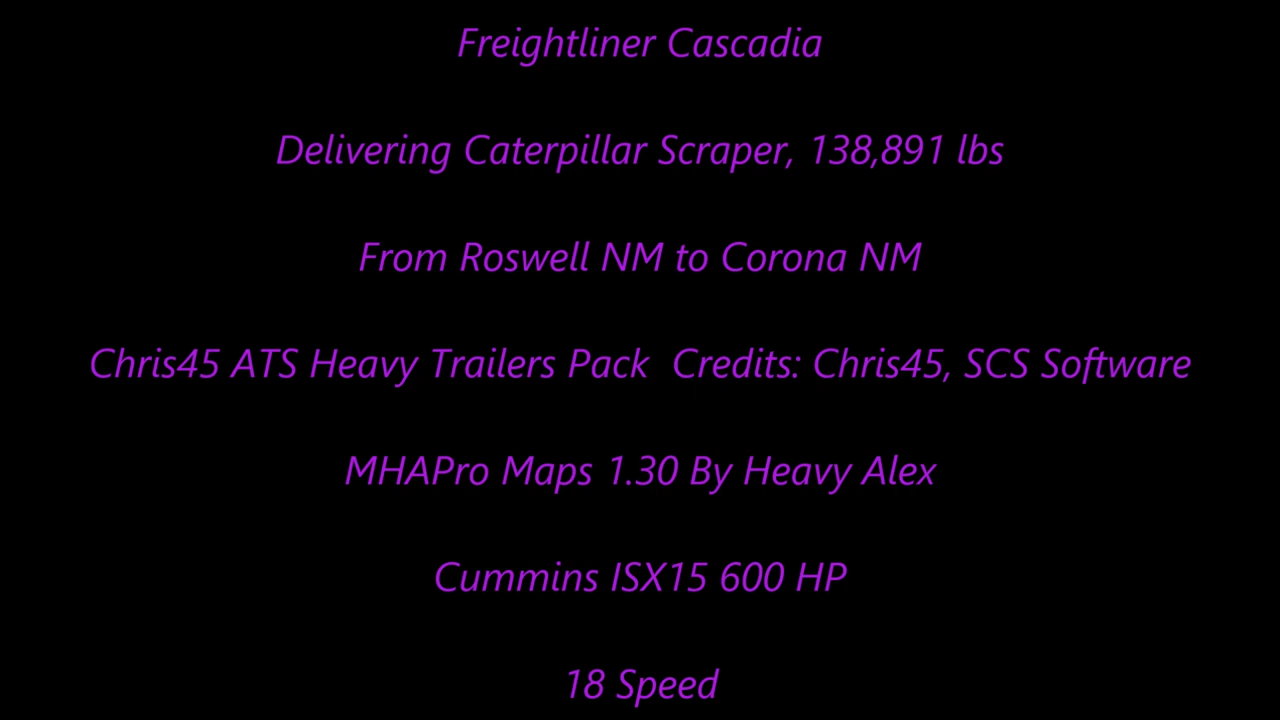 Freightliner Cascadia
Delivering Caterpillar Scraper, 138,891 lbs
From Roswell NM to Corona NM
Chris45 ATS Heavy Trailers Pack  Credits: Chris45, SCS Software
MHAPro Maps 1.30 By Heavy Alex
Cummins ISX15 600 HP
18 Speed